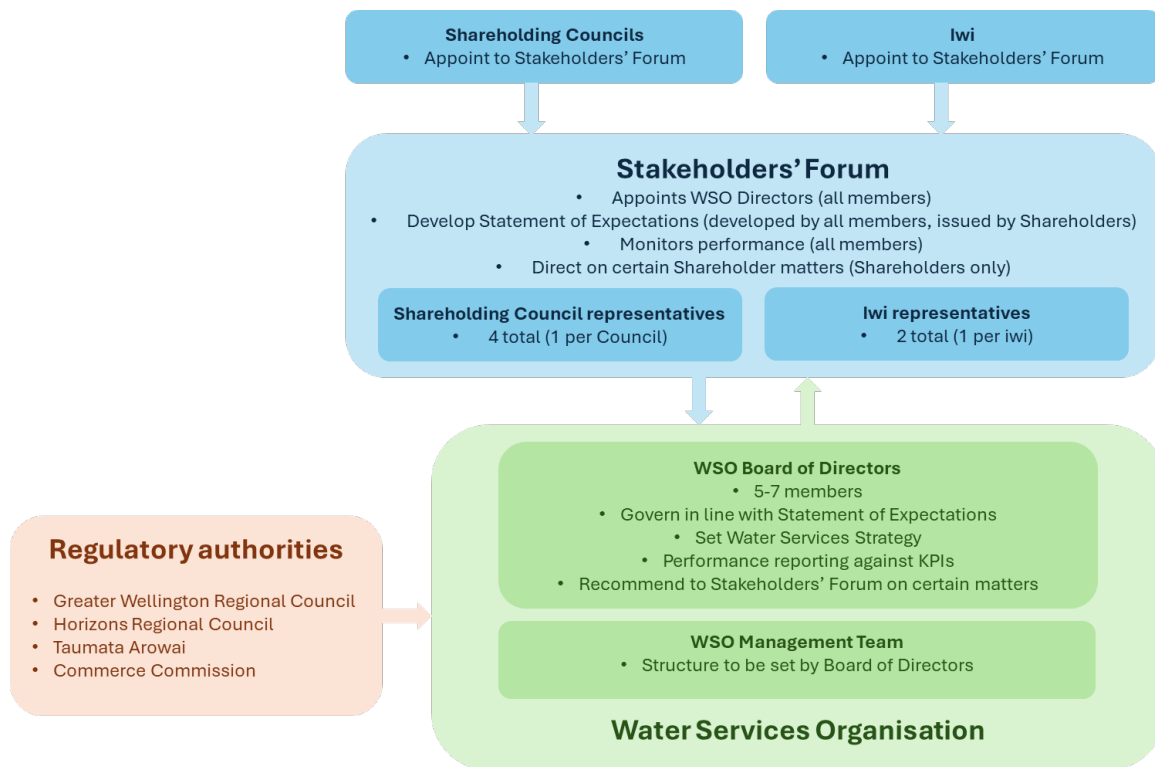 Shareholding Councils
• Appoint to Stakeholders’ Forum
Iwi
• Appoint to Stakeholders’ Forum
Stakeholders’ Forum
• Appoints WSO Directors (all members)
• Develop Statement of Expectations (developed by all members, issued by Shareholders)
• Monitors performance (all members)
• Direct on certain Shareholder matters (Shareholders only)
Shareholding Council representatives
• 4 total (1 per Council)
Iwi representatives
• 2 total (1 per iwi)
WSO Board of Directors
• 5-7 members
• Govern in line with Statement of Expectations
• Set Water Services Strategy
• Performance reporting against KPIs
• Recommend to Stakeholders’ Forum on certain matters
WSO Management Team
• Structure to be set by Board of Directors
Water Services Organisation
Regulatory authorities
• Greater Wellington Regional Council
• Horizons Regional Council
• Taumata Arowai
• Commerce Commission